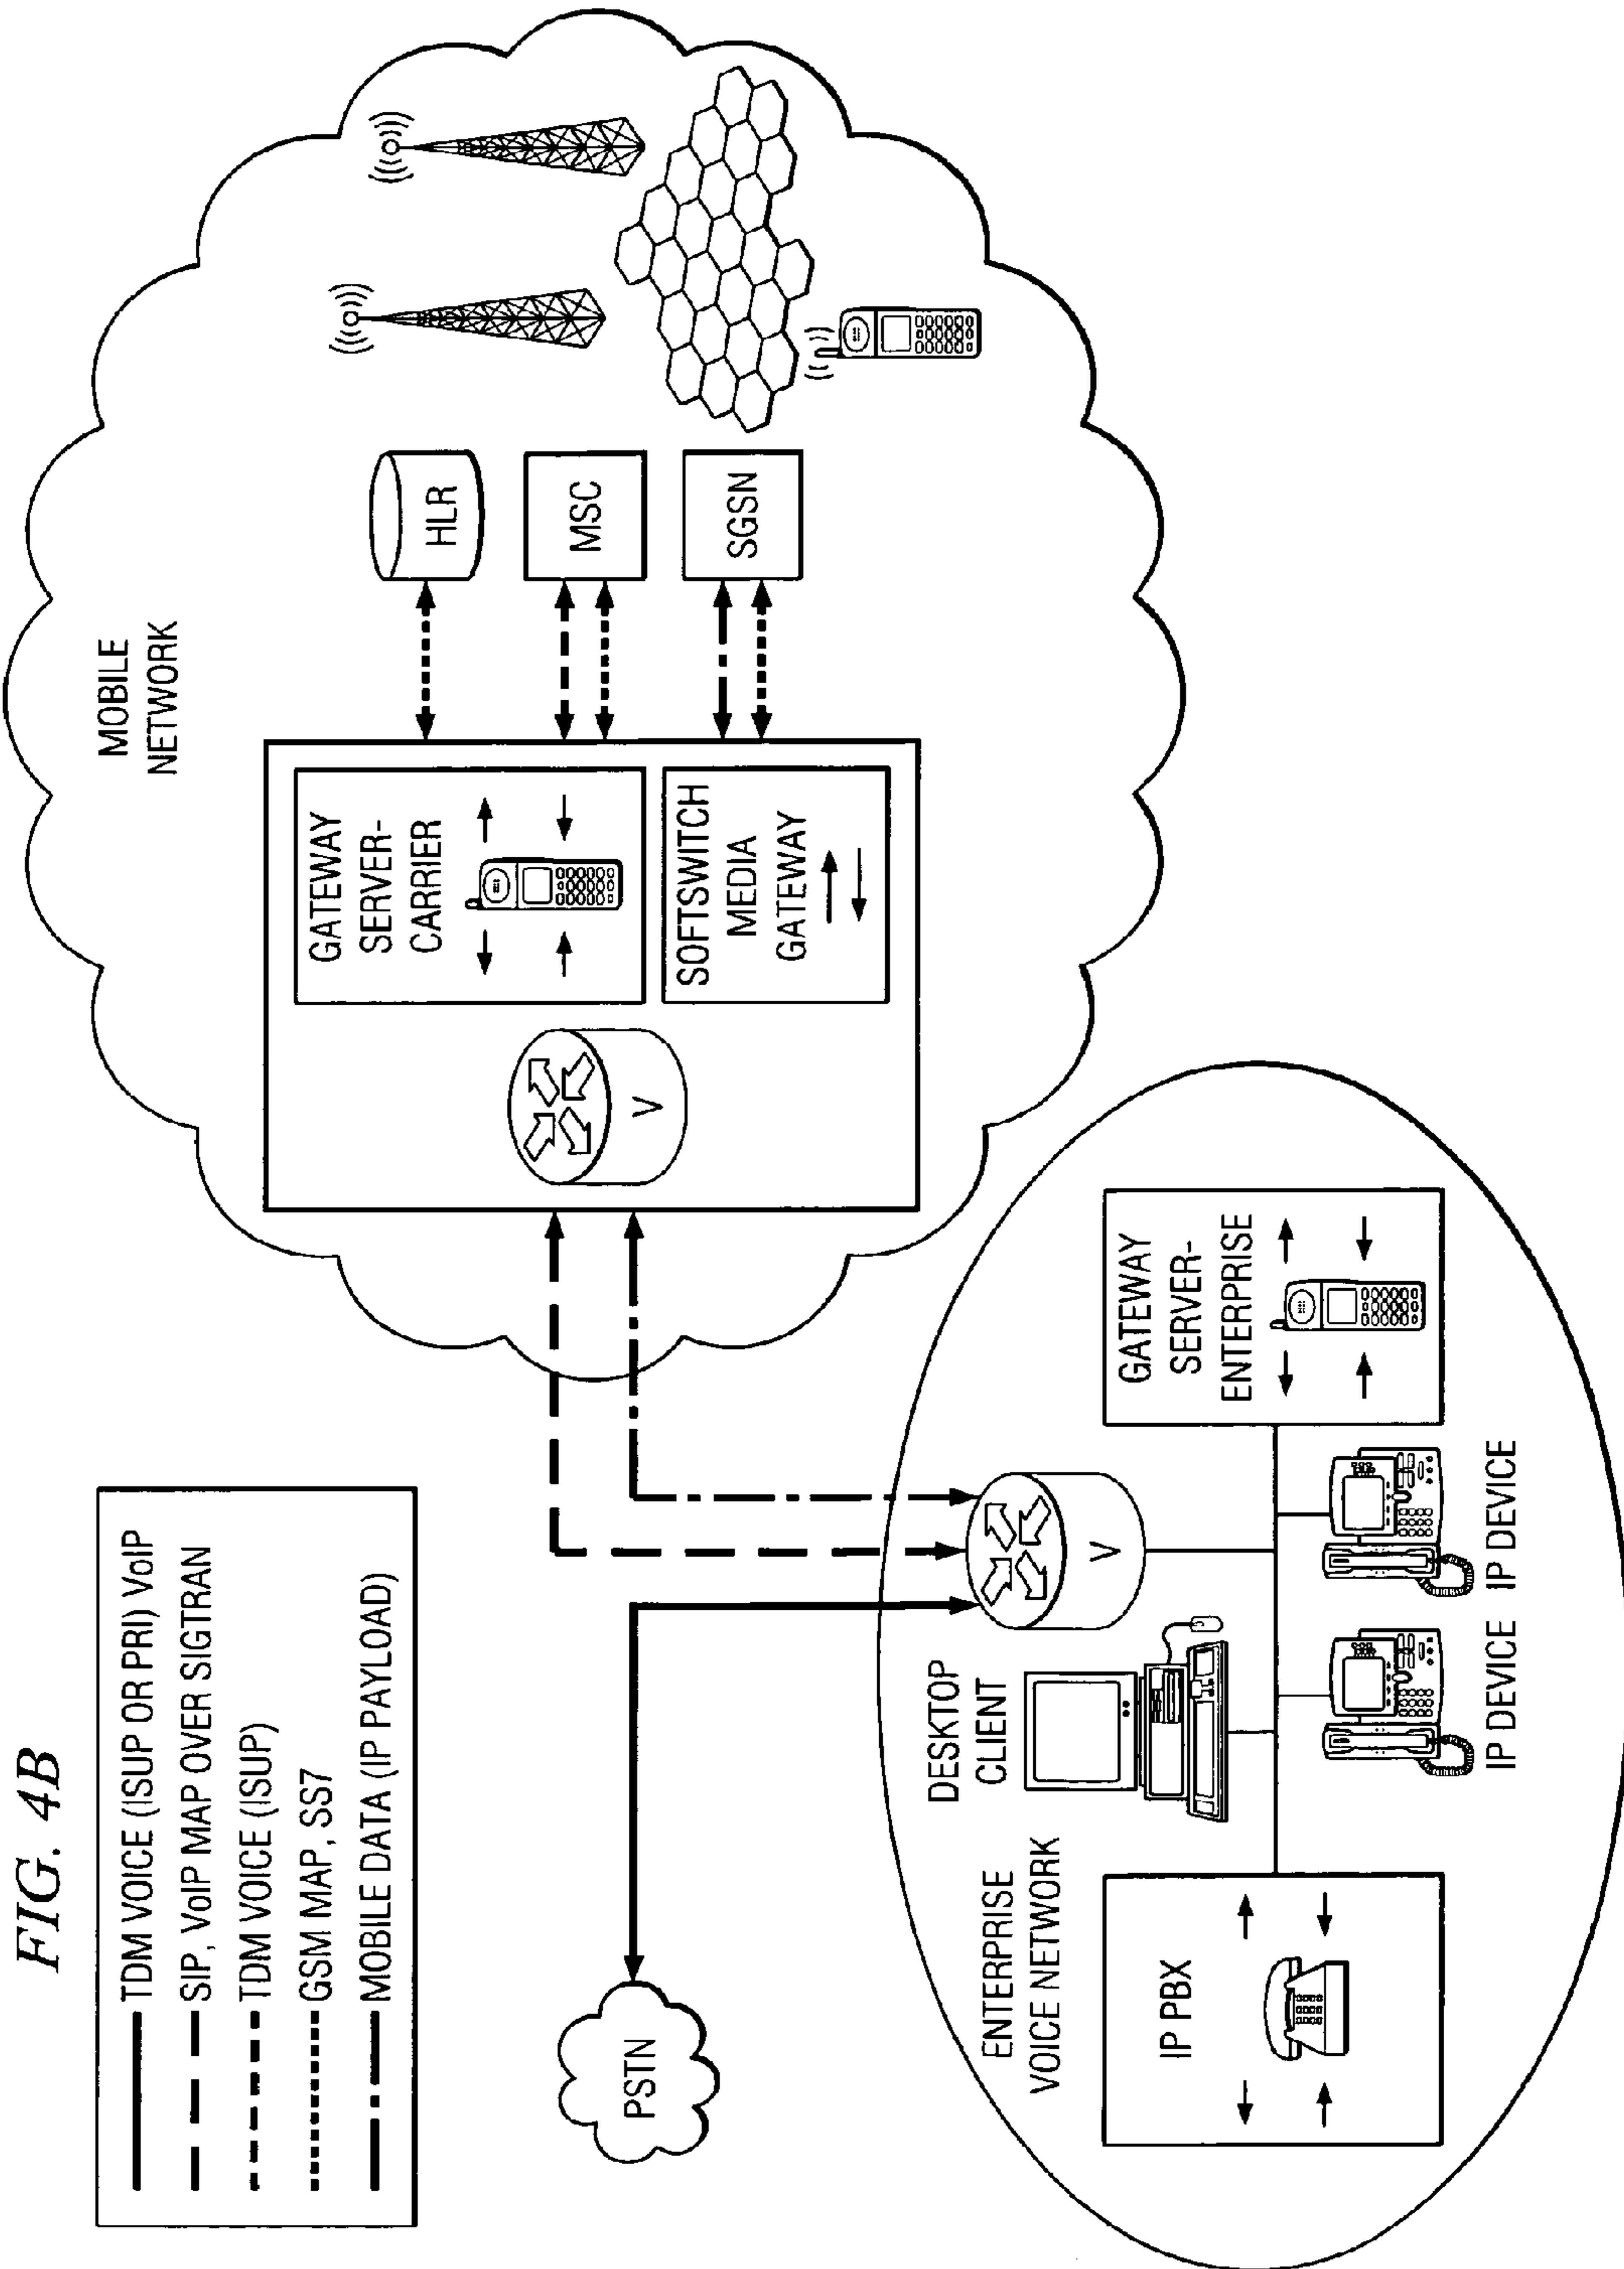 FIG. 4B
TDM VOICE (ISUP OR PRI) VoIP
SIP, VoIP MAP OVER SIGTRAN
TDM VOICE (ISUP)
GSM MAP, SS7
MOBILE DATA (IP PAYLOAD)
MOBILE
NETWORK
GATEWAY
SERVER-
CARRIER
SOFTSWITCH
MEDIA
GATEWAY
V
HLR
MSC
SGSN
PSTN
ENTERPRISE
VOICE NETWORK
DESKTOP
CLIENT
V
IP PBX
GATEWAY
SERVER-
ENTERPRISE
IP DEVICE
IP DEVICE